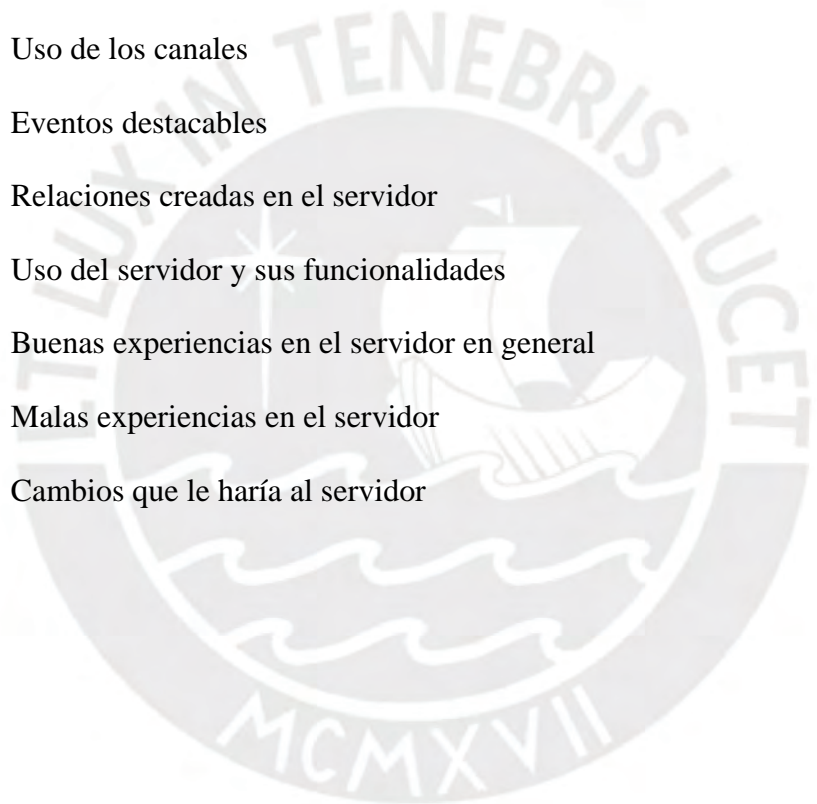 Uso de los canales
Eventos destacables
Relaciones creadas en el servidor
Uso del servidor y sus funcionalidades
Buenas experiencias en el servidor en general
Malas experiencias en el servidor
Cambios que le haría al servidor
ET LUX IN TENEBRIS LUCET
MCMXVII